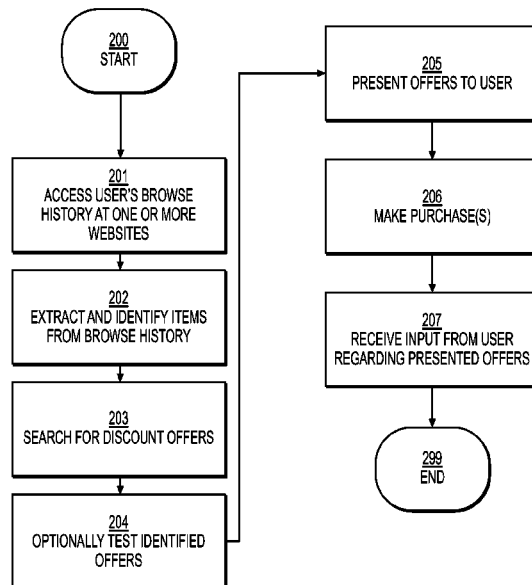 200
START
201
ACCESS USER'S BROWSE
HISTORY AT ONE OR MORE
WEBSITES
202
EXTRACT AND IDENTIFY ITEMS
FROM BROWSE HISTORY
203
SEARCH FOR DISCOUNT OFFERS
204
OPTIONALLY TEST IDENTIFIED
OFFERS
205
PRESENT OFFERS TO USER
206
MAKE PURCHASE(S)
207
RECEIVE INPUT FROM USER
REGARDING PRESENTED OFFERS
299
END